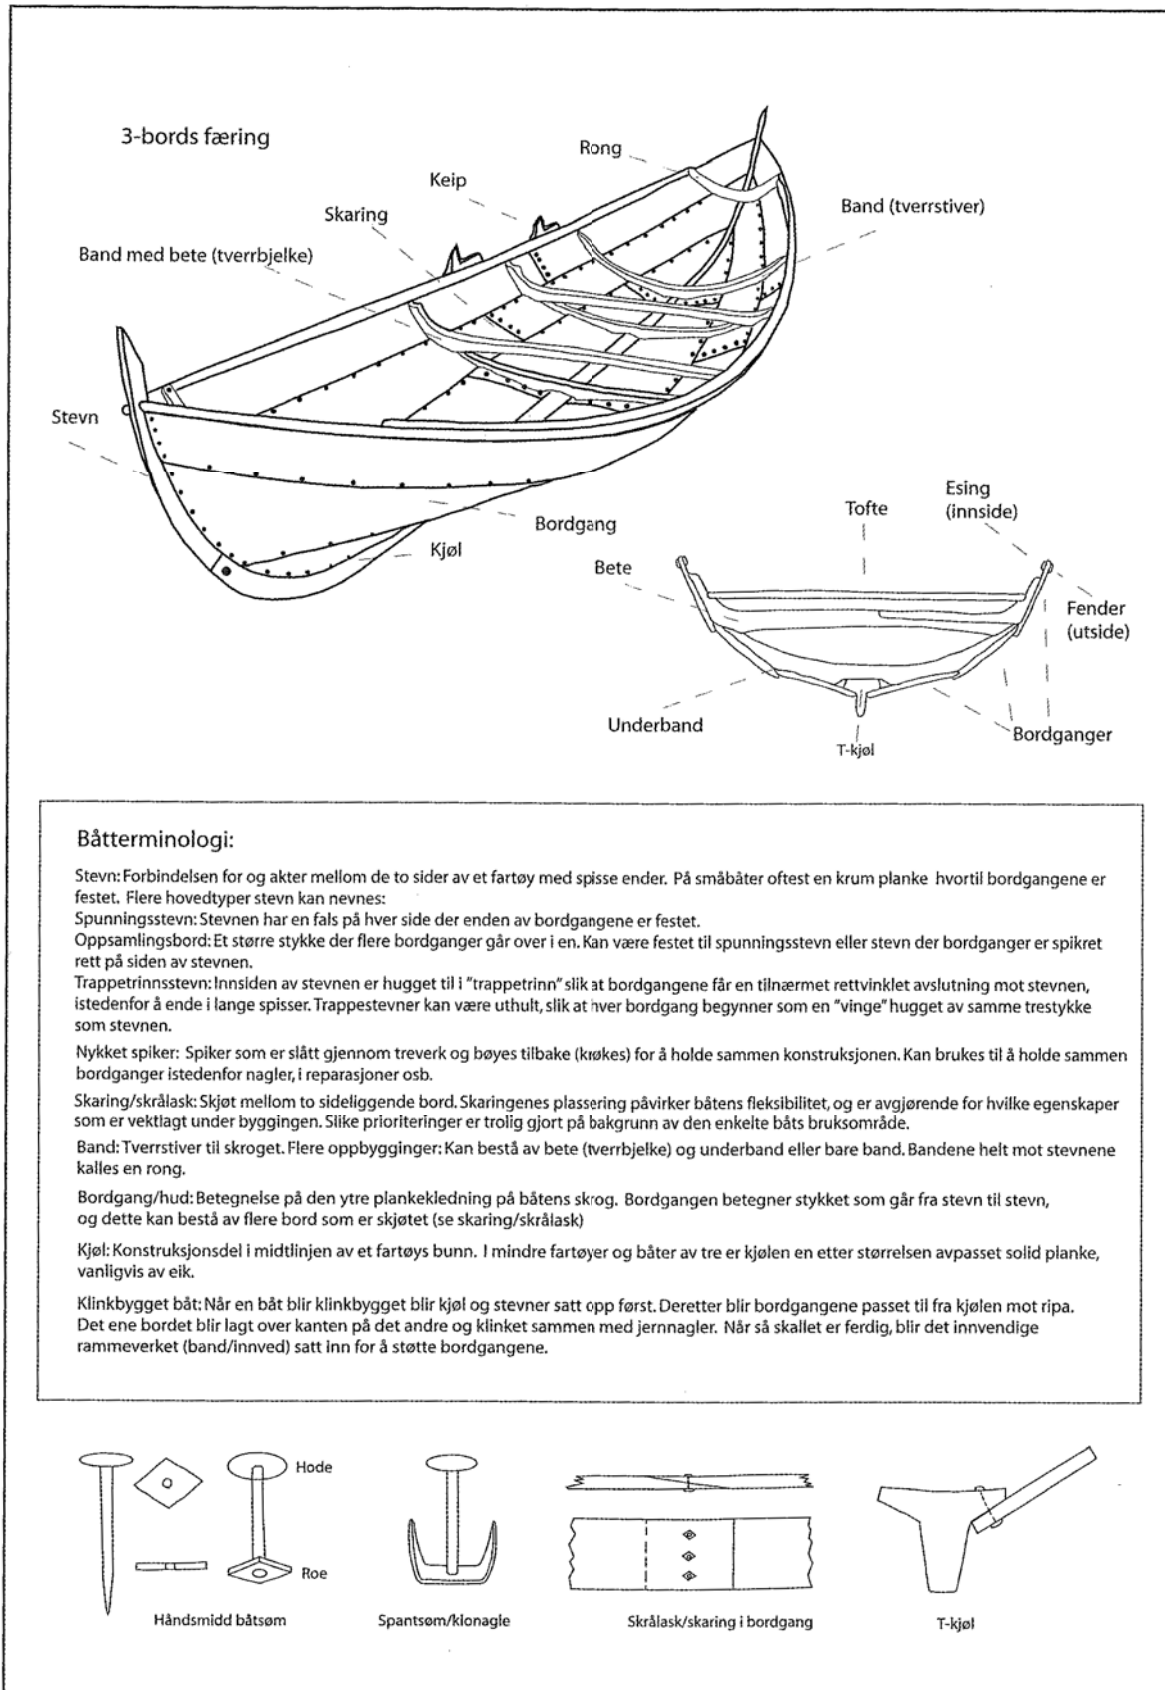 3-bords færing
Rong
Keip
Skaring
Band (tverrstiver)
Band med bete (tverrbjelke)
Stevn
Bordgang
Kjøl
Tofte
Esing
(innside)
Bete
Fender
(utside)
Underband
T-kjøl
Bordganger
Båtterminologi:
Stevn: Forbindelsen for og akter mellom de to sider av et fartøy med spisse ender. På småbåter oftest en krum planke hvortil bordgangene er
festet. Flere hovedtyper stevn kan nevnes:
Spunningsstevn: Stevnen har en fals på hver side der enden av bordgangene er festet.
Oppsamlingsbord: Et større stykke der flere bordganger går over i en. Kan være festet til spunningsstevn eller stevn der bordganger er spikret
rett på siden av stevnen.
Trappetrinnsstevn: Innsiden av stevnen er hugget til i "trappetrinn" slik at bordgangene får en tilnærmet rettvinklet avslutning mot stevnen,
istedenfor å ende i lange spisser. Trappestevner kan være uthult, slik at hver bordgang begynner som en "vinge" hugget av samme trestykke
som stevnen.
Nykket spiker: Spiker som er slått gjennom treverk og bøyes tilbake (krøkes) for å holde sammen konstruksjonen. Kan brukes til å holde sammen
bordganger istedenfor nagler, i reparasjoner osb.
Skaring/skrålask: Skjøt mellom to sideliggende bord. Skaringenes plassering påvirker båtens fleksibilitet, og er avgjørende for hvilke egenskaper
som er vektlagt under byggingen. Slike prioriteringer er trolig gjort på bakgrunn av den enkelte båts bruksområde.
Band: Tverrstiver til skroget. Flere oppbygginger: Kan bestå av bete (tverrbjelke) og underband eller bare band. Bandene helt mot stevnene
kalles en rong.
Bordgang/hud: Betegnelse på den ytre plankekledning på båtens skrog. Bordgangen betegner stykket som går fra stevn til stevn,
og dette kan bestå av flere bord som er skjøtet (se skaring/skrålask)
Kjøl: Konstruksjonsdel i midtlinjen av et fartøys bunn. I mindre fartøyer og båter av tre er kjølen en etter størrelsen avpasset solid planke,
vanligvis av eik.
Klinkbygget båt: Når en båt blir klinkbygget blir kjøl og stevner satt opp først. Deretter blir bordgangene passet til fra kjølen mot ripa.
Det ene bordet blir lagt over kanten på det andre og klinket sammen med jernnagler. Når så skallet er ferdig, blir det innvendige
rammeverket (band/innved) satt inn for å støtte bordgangene.
Hode
Roe
Håndsmidd båtsøm
Spantsøm/klonagle
Skrålask/skaring i bordgang
T-kjøl